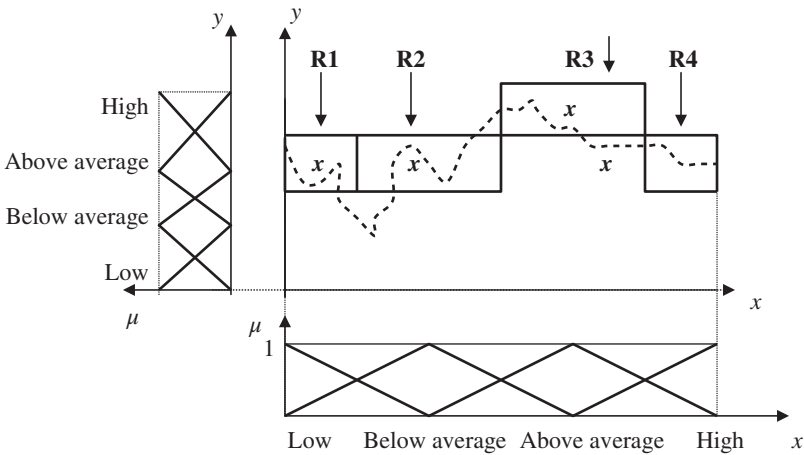 y
y
R1 R2 R3 R4
High
x
Above average
x x x
Below average
Low
x
μ
μ
1
Low Below average Above average High x